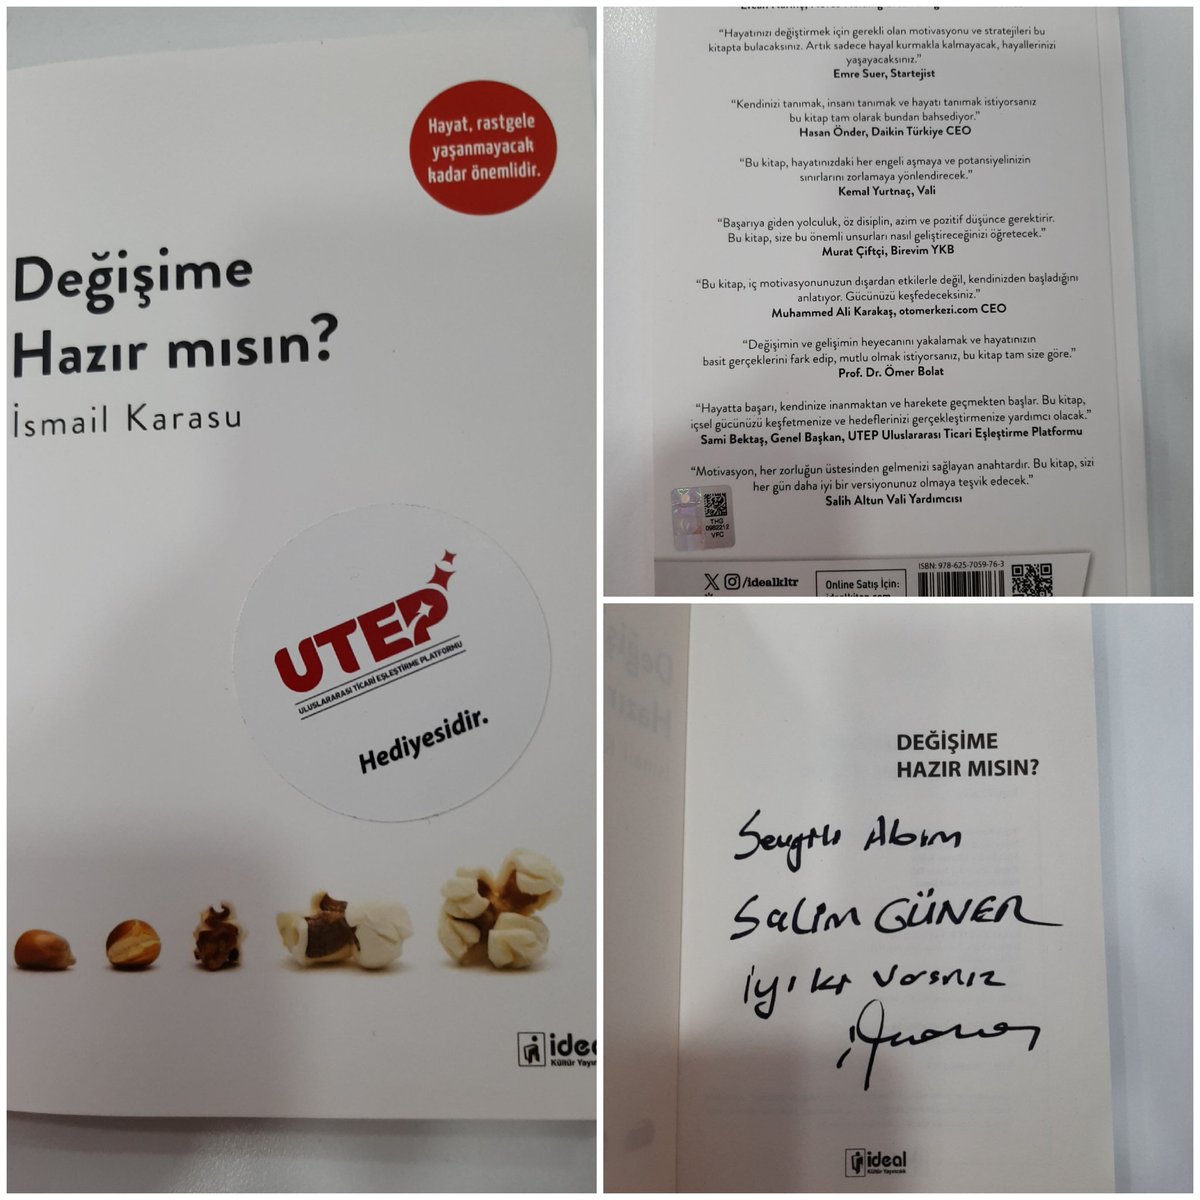 Hayat, rastgele
yaşanmayacak
kadar önemlidir.
Değişime
Hazır mısın?
İsmail Karasu
UTEP
ULUSLARARASI TİCARİ EŞLEŞTİRME PLATFORMU
Hediyesidir.
ideal
Kültür Yayın
“Hayatınızı değiştirmek için gerekli olan motivasyonu ve stratejileri bu
kitapta bulacaksınız. Artık sadece hayal kurmakla kalmayacak, hayallerinizi
yaşayacaksınız.”
Emre Suer, Startejist
“Kendinizi tanımak, insanı tanımak ve hayatı tanımak istiyorsanız
bu kitap tam olarak bundan bahsediyor.”
Hasan Önder, Daikin Türkiye CEO
“Bu kitap, hayatınızdaki her engeli aşmaya ve potansiyelinizin
sınırlarını zorlamaya yönlendirecek.”
Kemal Yurtnaç, Vali
“Başarıya giden yolculuk, öz disiplin, azim ve pozitif düşünce gerektirir.
Bu kitap, size bu önemli unsurları nasıl geliştireceğinizi öğretecek.”
Murat Çiftçi, Birevim YKB
“Bu kitap, iç motivasyonunuzun dışardan etkilerle değil, kendinizden başladığını
anlatıyor. Gücünüzü keşfedeceksiniz.”
Muhammed Ali Karakaş, otomerkezi.com CEO
“Değişimin ve gelişimin heyecanını yakalamak ve hayatınızın
basit gerçeklerini fark edip, mutlu olmak istiyorsanız, bu kitap tam size göre.”
Prof. Dr. Ömer Bolat
“Hayatta başarı, kendinize inanmaktan ve harekete geçmekten başlar. Bu kitap,
içsel gücünüzü keşfetmenize ve hedeflerinizi gerçekleştirmenize yardımcı olacak.”
Sami Bektaş, Genel Başkan, UTEP Uluslararası Ticari Eşleştirme Platformu
“Motivasyon, her zorluğun üstesinden gelmenizi sağlayan anahtardır. Bu kitap, sizi
her gün daha iyi bir versiyonunuz olmaya teşvik edecek.”
Salih Altun Vali Yardımcısı
THG
0982212
VFC
/idealkltr
Online Satış İçin:
ISBN: 978-625-7059-76-3
DEĞİŞİME
HAZIR MISIN?
Sevgili Abim
Salim GÜNER
iyi ki varsınız
ideal
Kültür Yayıncılık